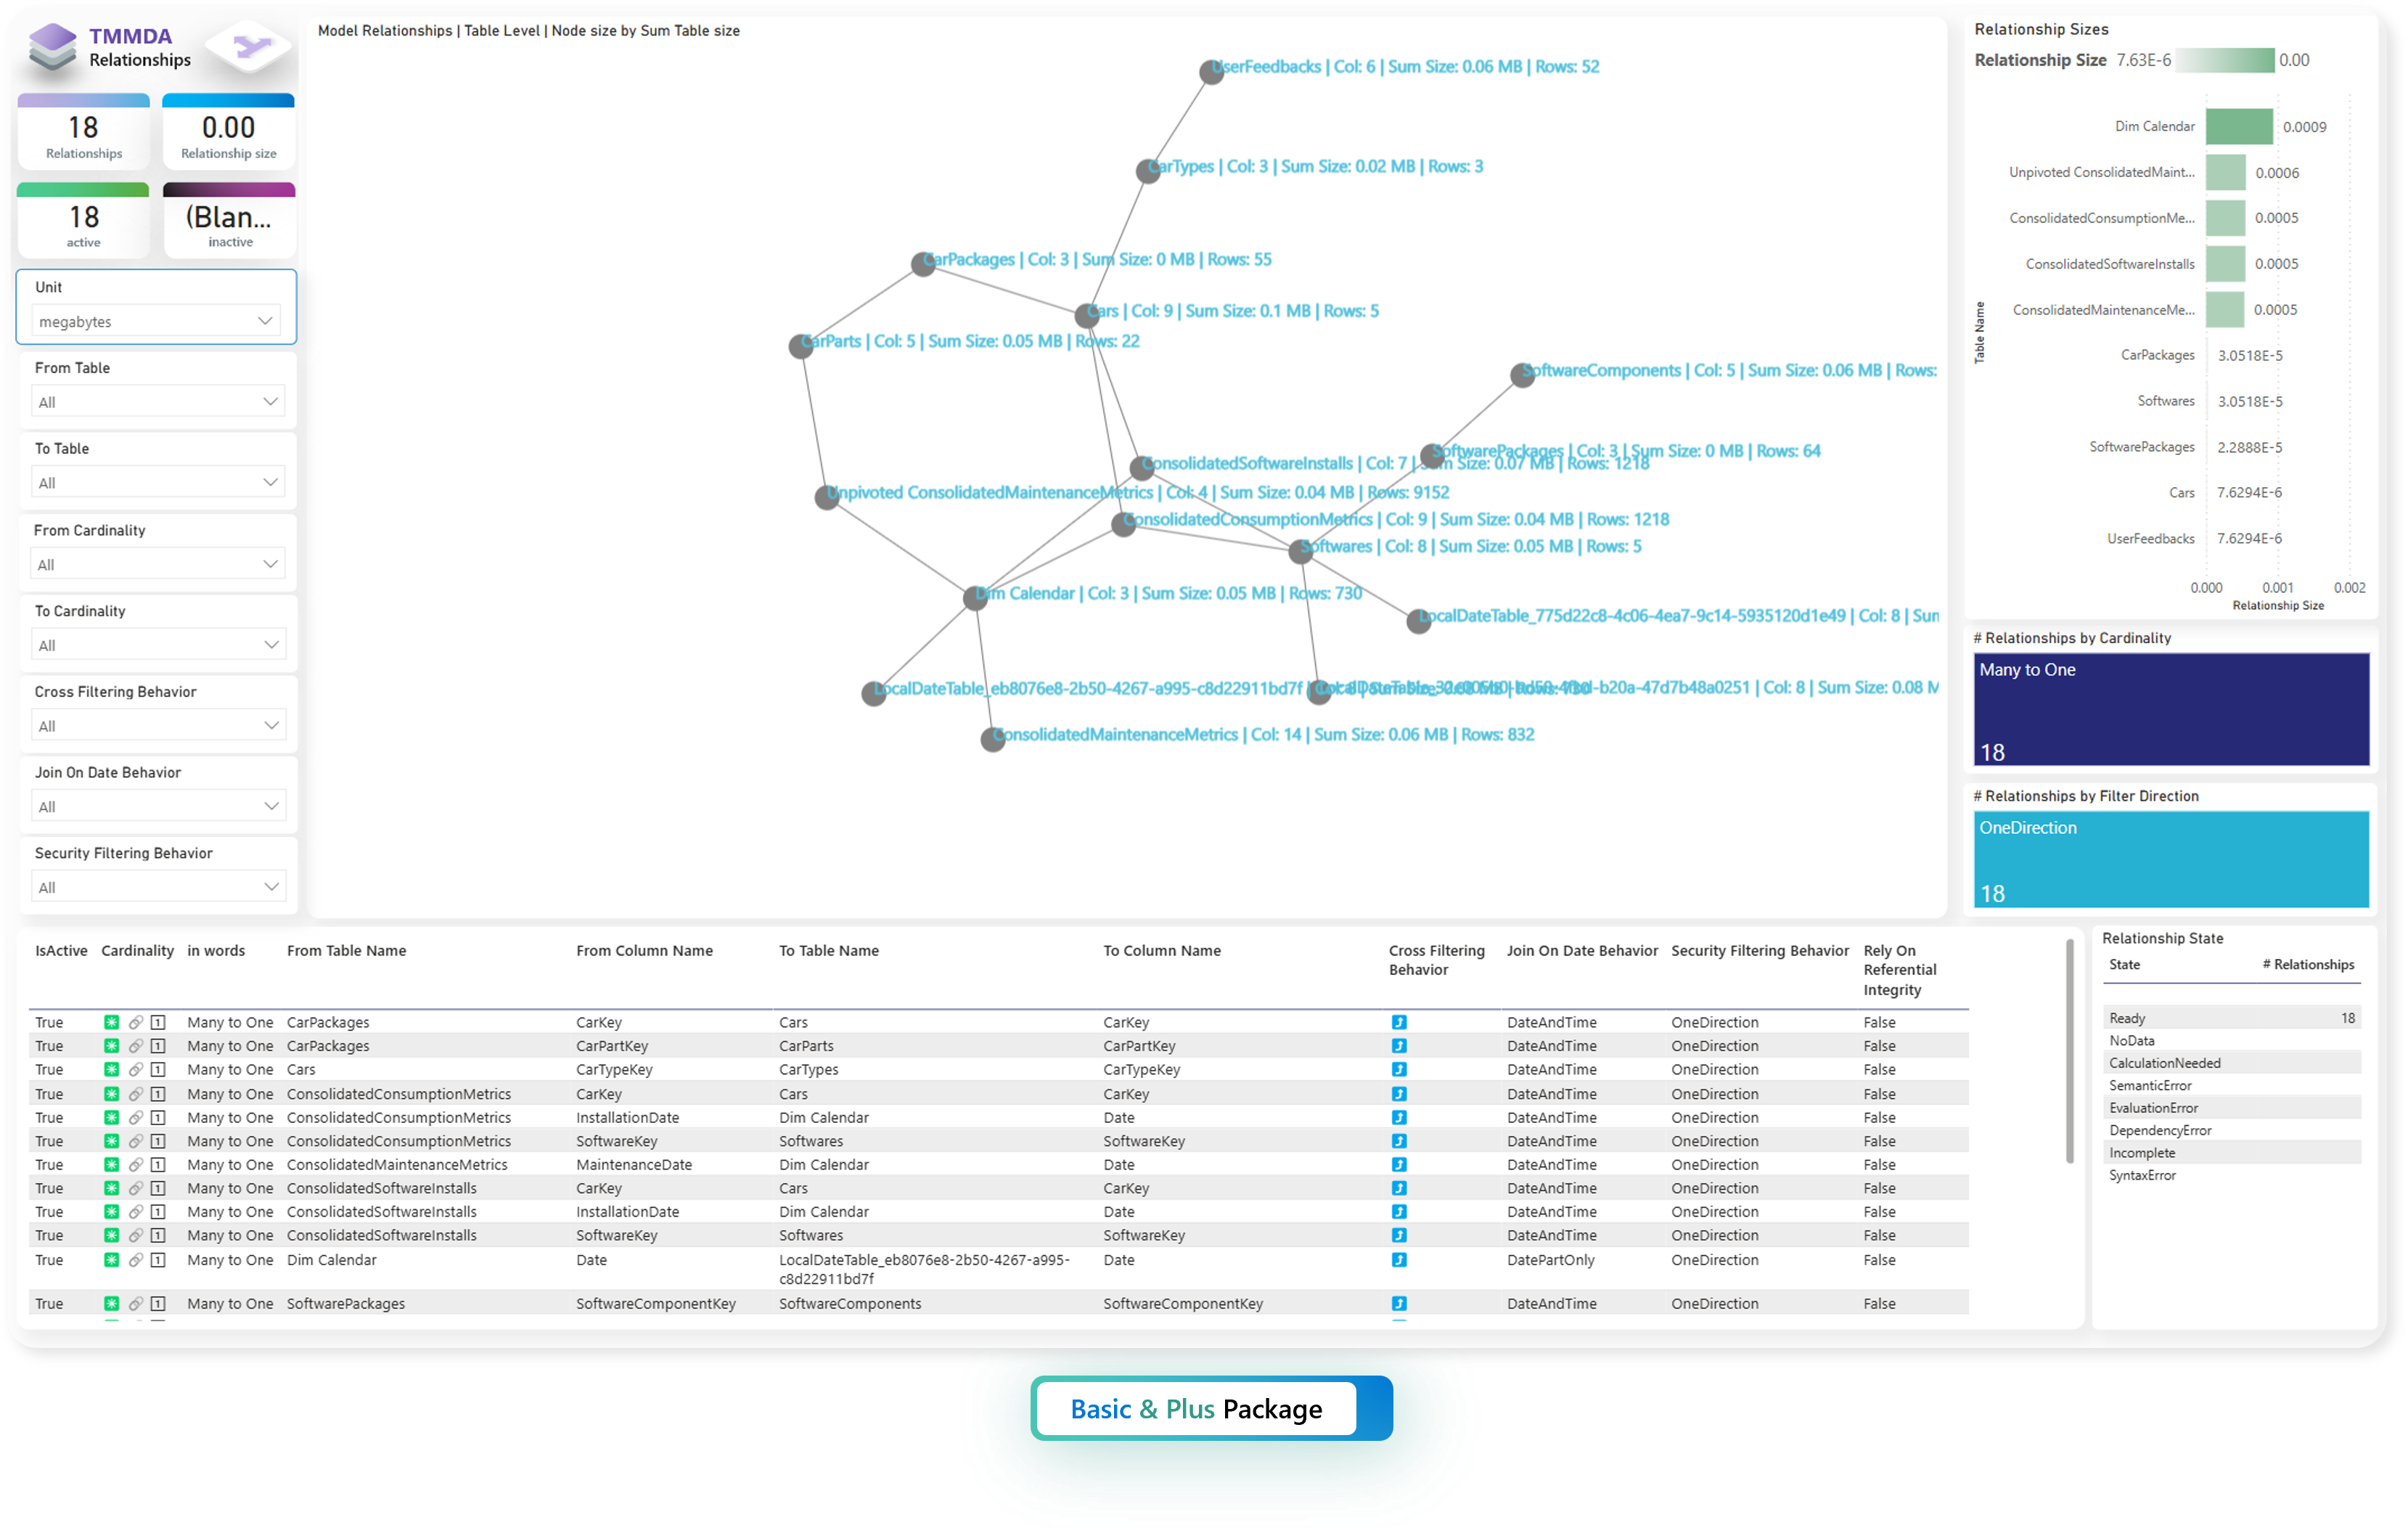 TMMDA
Relationships
18
Relationships
0.00
Relationship size
18
active
(Blan...
inactive
Unit
megabytes
From Table
All
To Table
All
From Cardinality
All
To Cardinality
All
Cross Filtering Behavior
All
Join On Date Behavior
All
Security Filtering Behavior
All
Model Relationships | Table Level | Node size by Sum Table size
UserFeedbacks | Col: 6 | Sum Size: 0.06 MB | Rows: 52
CarTypes | Col: 3 | Sum Size: 0.02 MB | Rows: 3
CarPackages | Col: 3 | Sum Size: 0 MB | Rows: 55
Cars | Col: 9 | Sum Size: 0.1 MB | Rows: 5
CarParts | Col: 5 | Sum Size: 0.05 MB | Rows: 22
SoftwareComponents | Col: 5 | Sum Size: 0.06 MB | Rows:
SoftwarePackages | Col: 3 | Sum Size: 0 MB | Rows: 64
ConsolidatedSoftwareInstalls | Col: 7 | Sum Size: 0.07 MB | Rows: 1218
Unpivoted ConsolidatedMaintenanceMetrics | Col: 4 | Sum Size: 0.04 MB | Rows: 9152
ConsolidatedConsumptionMetrics | Col: 9 | Sum Size: 0.04 MB | Rows: 1218
Softwares | Col: 8 | Sum Size: 0.05 MB | Rows: 5
Dim Calendar | Col: 3 | Sum Size: 0.05 MB | Rows: 730
LocalDateTable_775d22c8-4c06-4ea7-9c14-5935120d1e49 | Col: 8 | Sun
LocalDateTable_eb8076e8-2b50-4267-a995-c8d22911bd7f |
-b20a-47d7b48a0251 | Col: 8 | Sum Size: 0.08 M
ConsolidatedMaintenanceMetrics | Col: 14 | Sum Size: 0.06 MB | Rows: 832
Relationship Sizes
Relationship Size 7.63E-6 0.00
Table Name
Dim Calendar 0.0009
Unpivoted ConsolidatedMaint... 0.0006
ConsolidatedConsumptionMe... 0.0005
ConsolidatedSoftwareInstalls 0.0005
ConsolidatedMaintenanceMe... 0.0005
CarPackages 3.0518E-5
Softwares 3.0518E-5
SoftwarePackages 2.2888E-5
Cars 7.6294E-6
UserFeedbacks 7.6294E-6
0.000 0.001 0.002
Relationship Size
# Relationships by Cardinality
Many to One
18
# Relationships by Filter Direction
OneDirection
18
IsActive Cardinality in words From Table Name From Column Name To Table Name To Column Name Cross Filtering Behavior Join On Date Behavior Security Filtering Behavior Rely On Referential Integrity
True 1 Many to One CarPackages CarKey Cars CarKey DateAndTime OneDirection False
True 1 Many to One CarPackages CarPartKey CarParts CarPartKey DateAndTime OneDirection False
True 1 Many to One Cars CarTypeKey CarTypes CarTypeKey DateAndTime OneDirection False
True 1 Many to One ConsolidatedConsumptionMetrics CarKey Cars CarKey DateAndTime OneDirection False
True 1 Many to One ConsolidatedConsumptionMetrics InstallationDate Dim Calendar Date DateAndTime OneDirection False
True 1 Many to One ConsolidatedConsumptionMetrics SoftwareKey Softwares SoftwareKey DateAndTime OneDirection False
True 1 Many to One ConsolidatedMaintenanceMetrics MaintenanceDate Dim Calendar Date DateAndTime OneDirection False
True 1 Many to One ConsolidatedSoftwareInstalls CarKey Cars CarKey DateAndTime OneDirection False
True 1 Many to One ConsolidatedSoftwareInstalls InstallationDate Dim Calendar Date DateAndTime OneDirection False
True 1 Many to One ConsolidatedSoftwareInstalls SoftwareKey Softwares SoftwareKey DateAndTime OneDirection False
True 1 Many to One Dim Calendar Date LocalDateTable_eb8076e8-2b50-4267-a995- Date DatePartOnly OneDirection False
c8d22911bd7f
True 1 Many to One SoftwarePackages SoftwareComponentKey SoftwareComponents SoftwareComponentKey DateAndTime OneDirection False
Relationship State
State # Relationships
Ready 18
NoData
CalculationNeeded
SemanticError
EvaluationError
DependencyError
Incomplete
SyntaxError
Basic & Plus Package